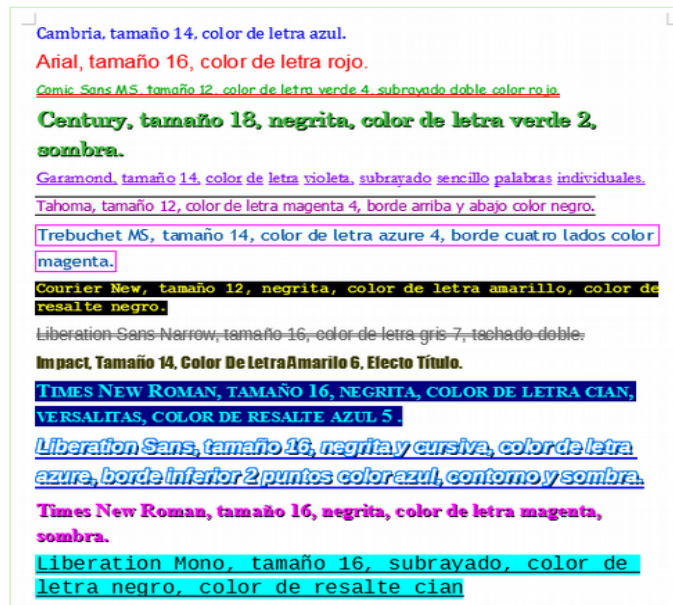 Cambria, tamaño 14, color de letra azul.
Arial, tamaño 16, color de letra rojo.
Comic Sans MS, tamaño 12, color de letra verde 4, subrayado doble color rojo.
Century, tamaño 18, negrita, color de letra verde 2,
sombra.
Garamond, tamaño 14, color de letra violeta, subrayado sencillo palabras individuales.
Tahoma, tamaño 12, color de letra magenta 4, borde arriba y abajo color negro.
Trebuchet MS, tamaño 14, color de letra azure 4, borde cuatro lados color
magenta.
Courier New, tamaño 12, negrita, color de letra amarillo, color de
resalte negro.
Liberation Sans Narrow, tamaño 16, color de letra gris 7, tachado doble.
Impact, Tamaño 14, Color De Letra Amarilo 6, Efecto Título.
TIMES NEW ROMAN, TAMAÑO 16, NEGRITA, COLOR DE LETRA CIAN,
VERSALITAS, COLOR DE RESALTE AZUL 5 .
Liberation Sans, tamaño 16, negrita y cursiva, color de letra
azure, borde inferior 2 puntos color azul, contorno y sombra.
Times New Roman, tamaño 16, negrita, color de letra magenta,
sombra.
Liberation Mono, tamaño 16, subrayado, color de
letra negro, color de resalte cian